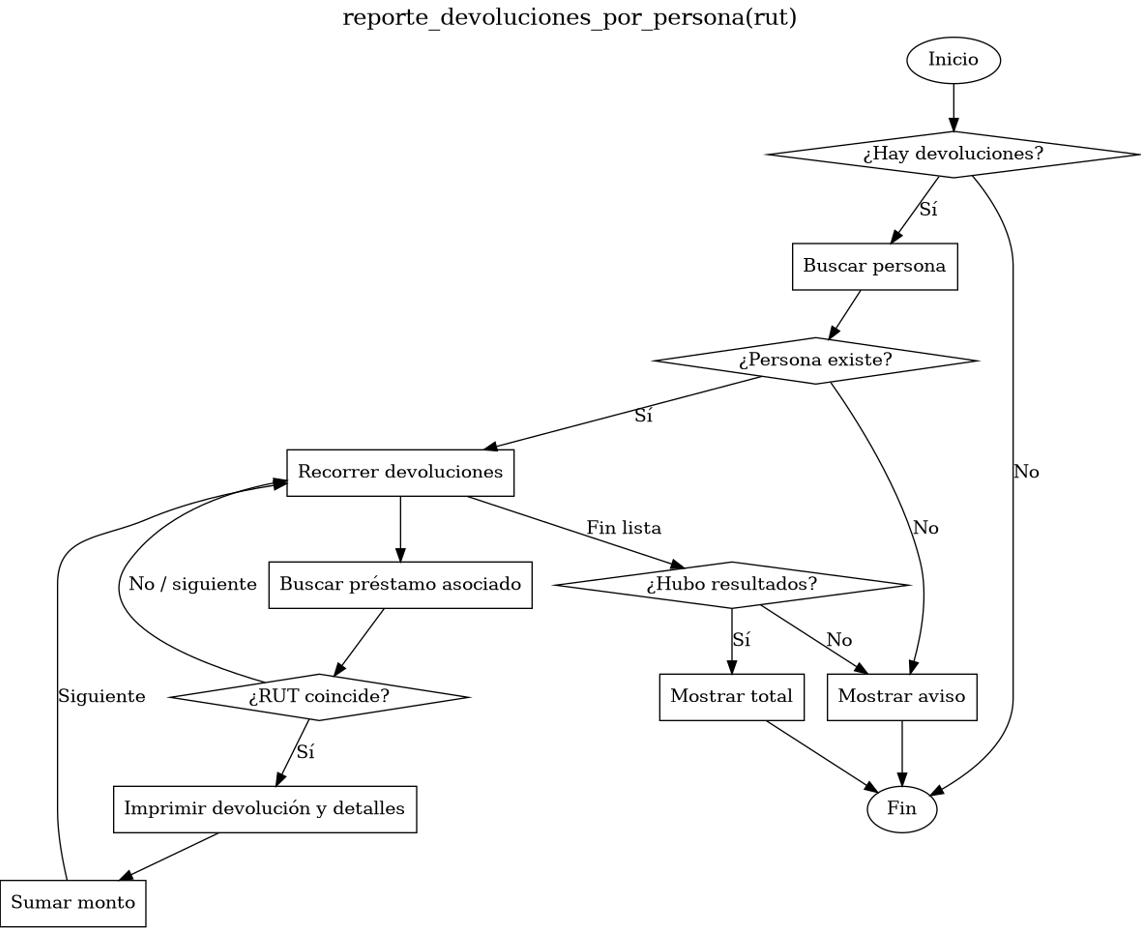 reporte_devoluciones_por_persona(rut)
Inicio
¿Hay devoluciones?
Sí
Buscar persona
¿Persona existe?
Sí
Recorrer devoluciones
No
Fin lista
No
No / siguiente
Buscar préstamo asociado
¿Hubo resultados?
Sí
No
Siguiente
¿RUT coincide?
Mostrar total
Mostrar aviso
Sí
Imprimir devolución y detalles
Fin
Sumar monto